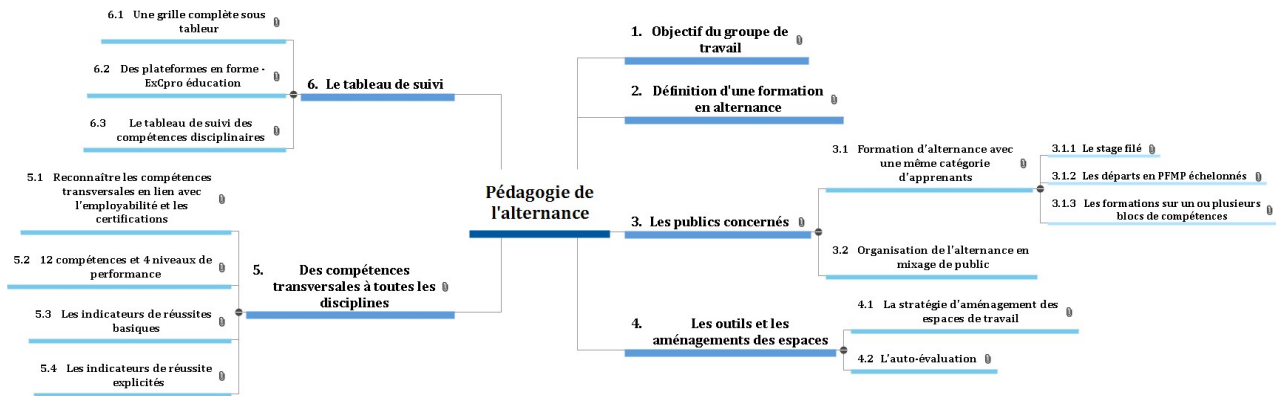 Pédagogie de
l'alternance
1. Objectif du groupe de
travail
2. Définition d'une formation
en alternance
3. Les publics concernés
3.1 Formation d'alternance avec
une même catégorie
d'apprenants
3.1.1 Le stage filé
3.1.2 Les départs en PFMP échelonnés
3.1.3 Les formations sur un ou plusieurs
blocs de compétences
3.2 Organisation de l'alternance en
mixage de public
4. Les outils et les
aménagements des espaces
4.1 La stratégie d'aménagement des
espaces de travail
4.2 L'auto-évaluation
5. Des compétences
transversales à toutes les
disciplines
5.1 Reconnaître les compétences
transversales en lien avec
l'employabilité et les
certifications
5.2 12 compétences et 4 niveaux de
performance
5.3 Les indicateurs de réussites
basiques
5.4 Les indicateurs de réussite
explicités
6. Le tableau de suivi
6.1 Une grille complète sous
tableur
6.2 Des plateformes en forme -
ExCpro éducation
6.3 Le tableau de suivi des
compétences disciplinaires